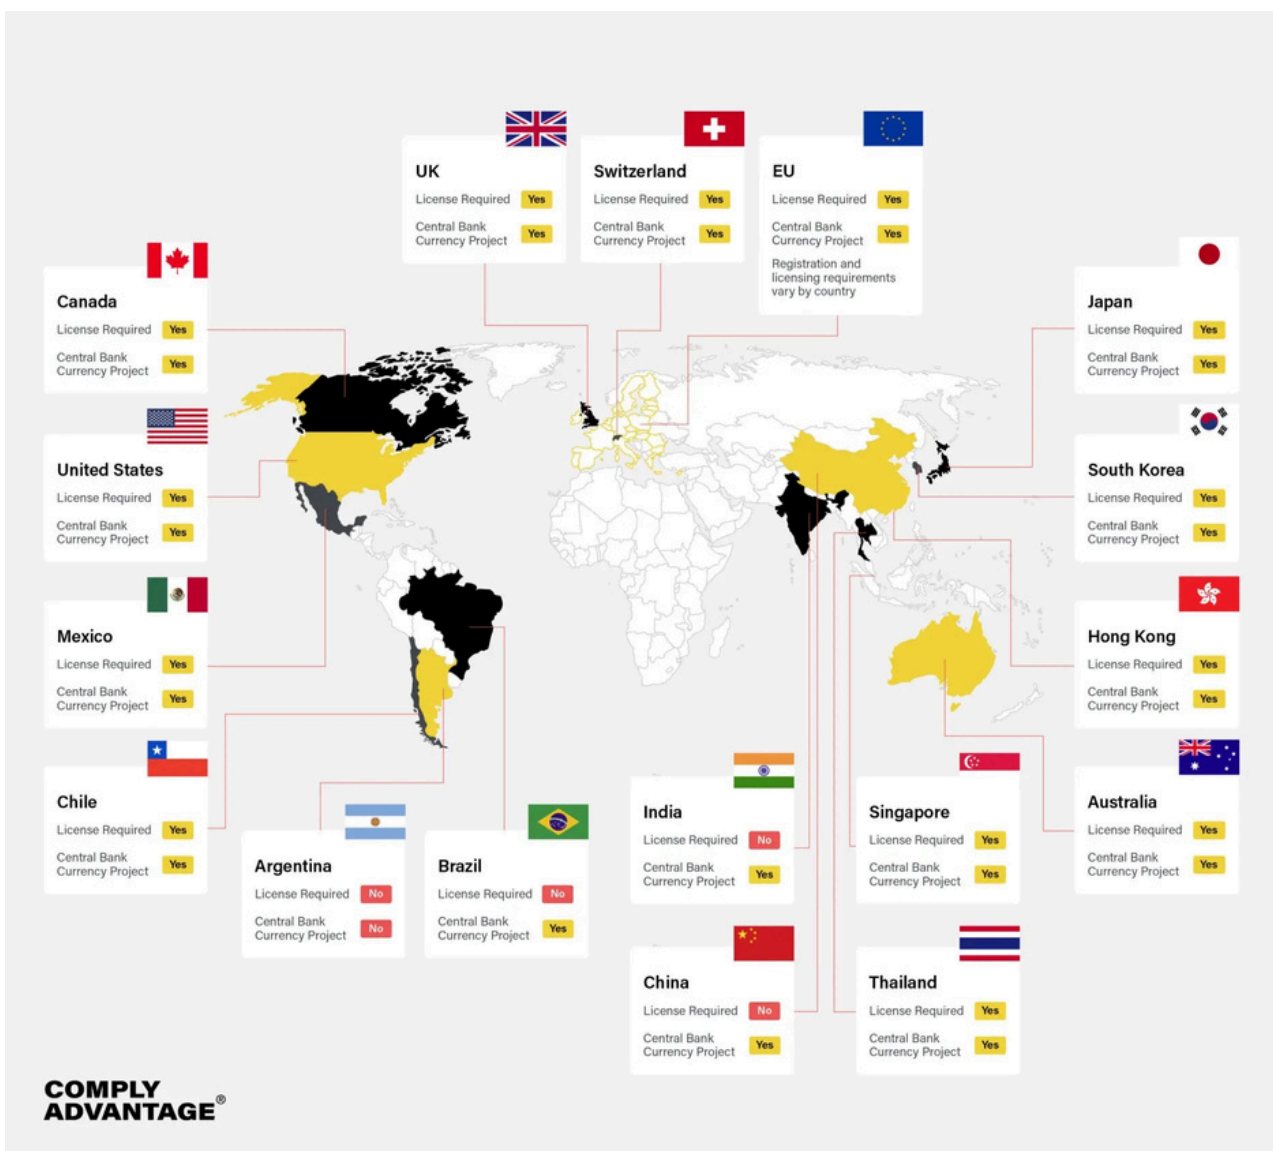 UK
License Required Yes
Central Bank
Currency Project Yes
Switzerland
License Required Yes
Central Bank
Currency Project Yes
EU
License Required Yes
Central Bank
Currency Project Yes
Registration and
licensing requirements
vary by country
Canada
License Required Yes
Central Bank
Currency Project Yes
United States
License Required Yes
Central Bank
Currency Project Yes
Mexico
License Required Yes
Central Bank
Currency Project Yes
Chile
License Required Yes
Central Bank
Currency Project Yes
Argentina
License Required No
Central Bank
Currency Project No
Brazil
License Required No
Central Bank
Currency Project Yes
India
License Required No
Central Bank
Currency Project Yes
China
License Required No
Central Bank
Currency Project Yes
Singapore
License Required Yes
Central Bank
Currency Project Yes
Thailand
License Required Yes
Central Bank
Currency Project Yes
Japan
License Required Yes
Central Bank
Currency Project Yes
South Korea
License Required Yes
Central Bank
Currency Project Yes
Hong Kong
License Required Yes
Central Bank
Currency Project Yes
Australia
License Required Yes
Central Bank
Currency Project Yes
COMPLY
ADVANTAGE®